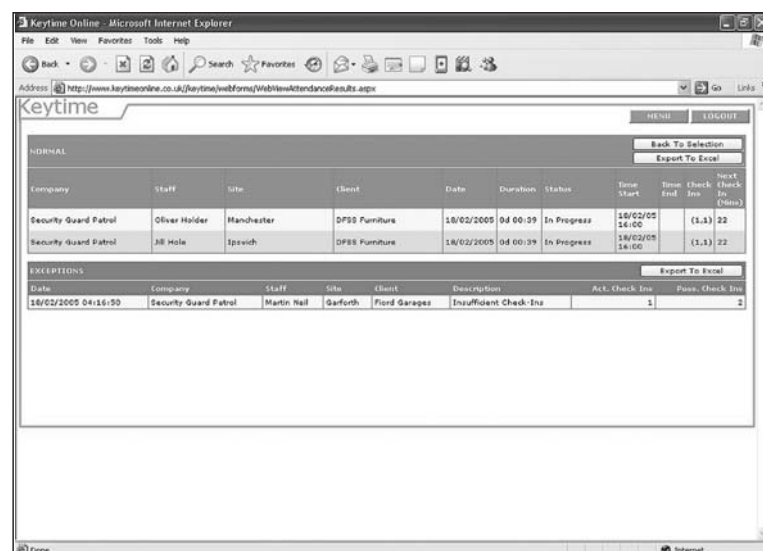 Keytime Online - Microsoft Internet Explorer
File Edit View Favorites Tools Help
Back Search Favorites
Address http://www.keytimeonline.co.uk/keytime/webforms/WebViewAttendanceResults.aspx Go Links
Keytime
MENU LOGOUT
NORMAL Back To Selection
Export To Excel
Company Staff Site Client Date Duration Status Time Start Time End Check Ins Next Check In (Mins)
Security Guard Patrol Oliver Holder Manchester DFSS Furniture 18/02/2005 0d 00:39 In Progress 18/02/05 16:00 (1,1) 22
Security Guard Patrol Jill Hole Ipswich DFSS Furniture 18/02/2005 0d 00:39 In Progress 18/02/05 16:00 (1,1) 22
EXCEPTIONS Export To Excel
Date Company Staff Site Client Description Act. Check Ins Poss. Check Ins
18/02/2005 04:16:50 Security Guard Patrol Martin Neil Garforth Fiord Garages Insufficient Check-Ins 1 2
Done Internet